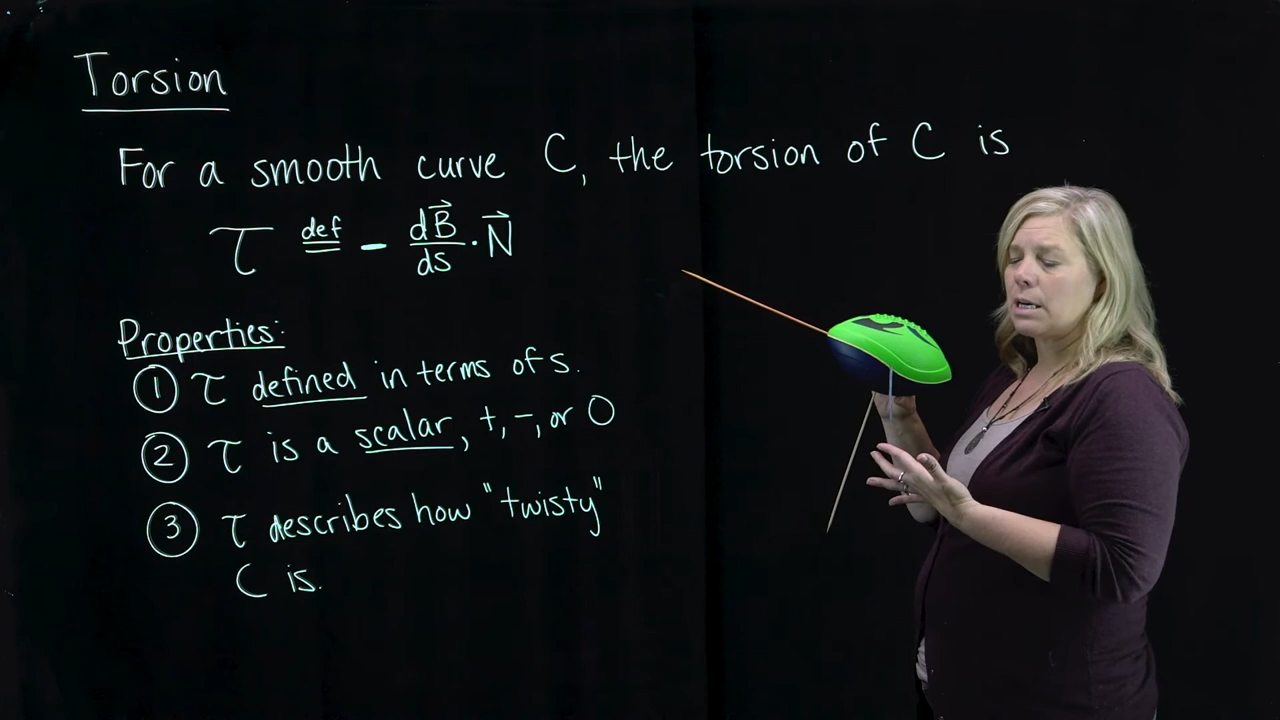 Torsion
For a smooth curve C, the torsion of C is
τ def= - dB⃗/ds · N⃗
Properties:
① τ defined in terms of s.
② τ is a scalar, +, -, or 0
③ τ describes how "twisty"
C is.